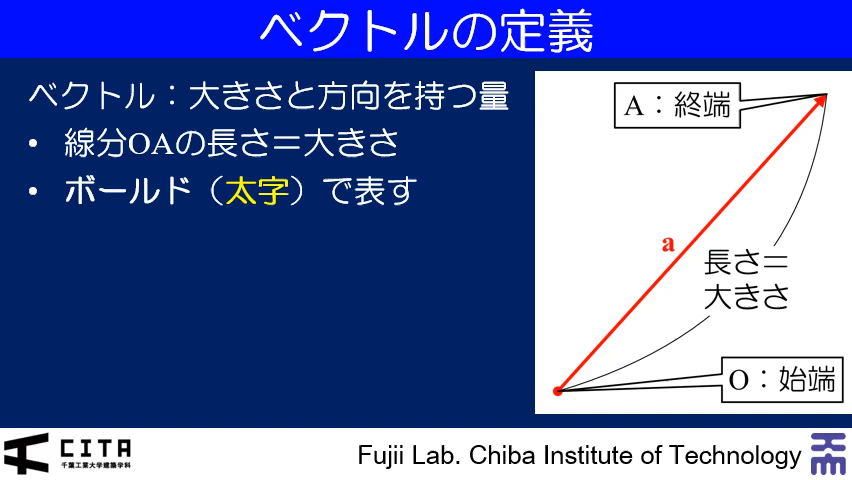 ベクトルの定義
ベクトル：大きさと方向を持つ量
• 線分OAの長さ＝大きさ
• ボールド（太字）で表す
A：終端
a
長さ＝
大きさ
O：始端
CITA
千葉工業大学建築学科
Fujii Lab. Chiba Institute of Technology